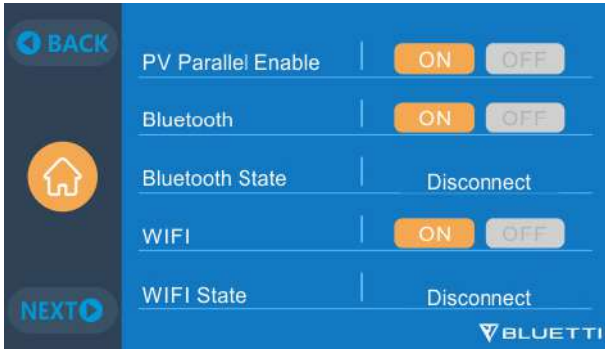 BACK
PV Parallel Enable ON OFF
Bluetooth ON OFF
Bluetooth State Disconnect
WIFI ON OFF
WIFI State Disconnect
NEXT
BLUETTI